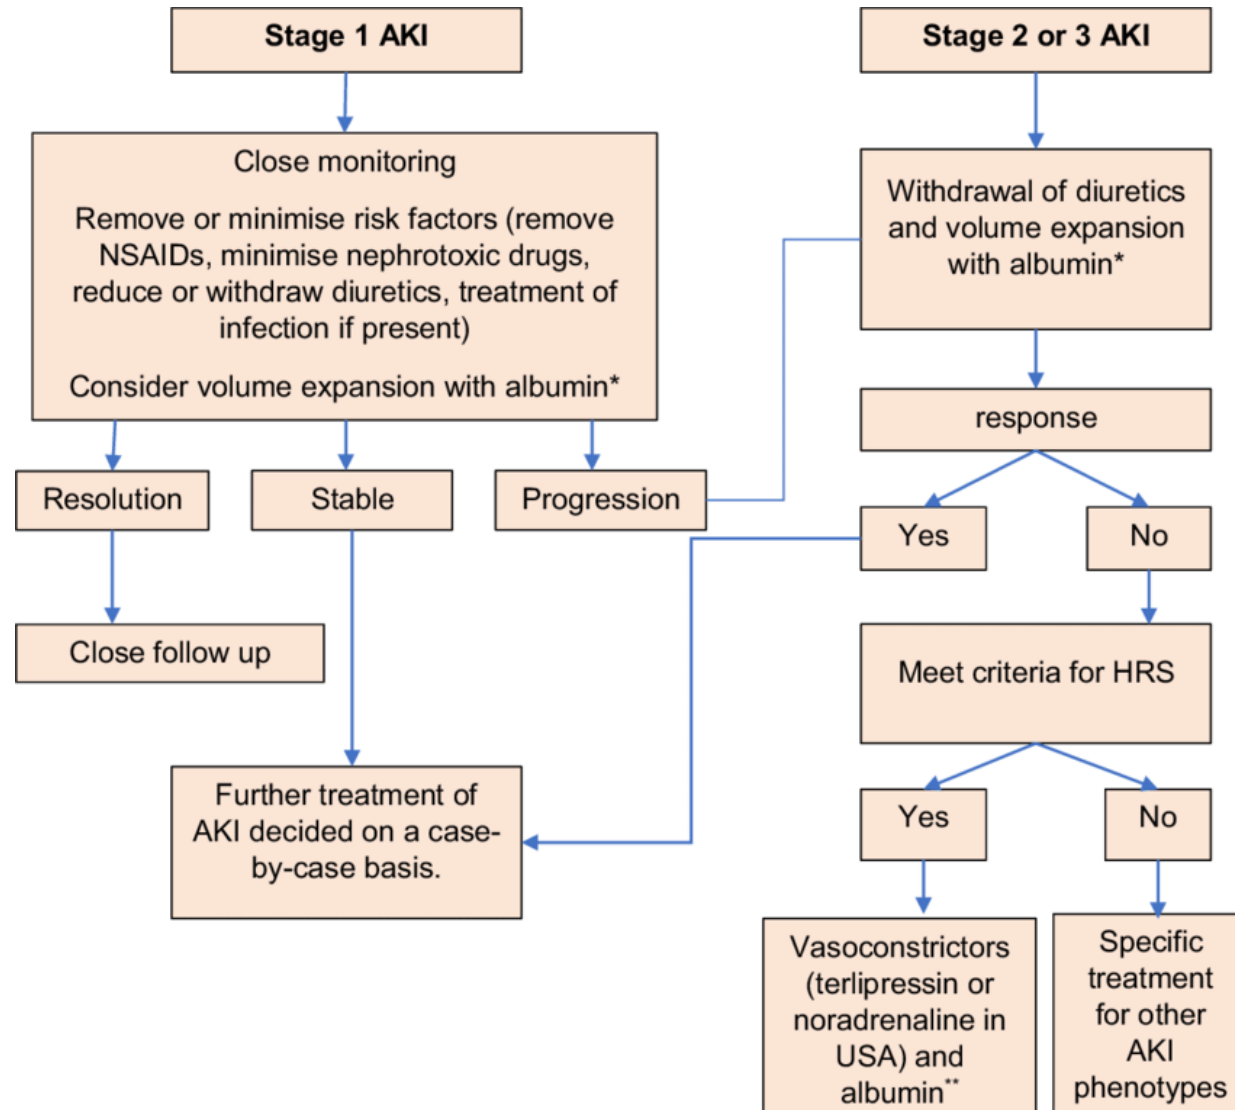 Stage 1 AKI
Close monitoring
Remove or minimise risk factors (remove
NSAIDs, minimise nephrotoxic drugs,
reduce or withdraw diuretics, treatment of
infection if present)
Consider volume expansion with albumin*
Resolution
Stable
Progression
Close follow up
Further treatment of
AKI decided on a case-
by-case basis.
Stage 2 or 3 AKI
Withdrawal of diuretics
and volume expansion
with albumin*
response
Yes
No
Meet criteria for HRS
Yes
No
Vasoconstrictors
(terlipressin or
noradrenaline in
USA) and
albumin**
Specific
treatment
for other
AKI
phenotypes